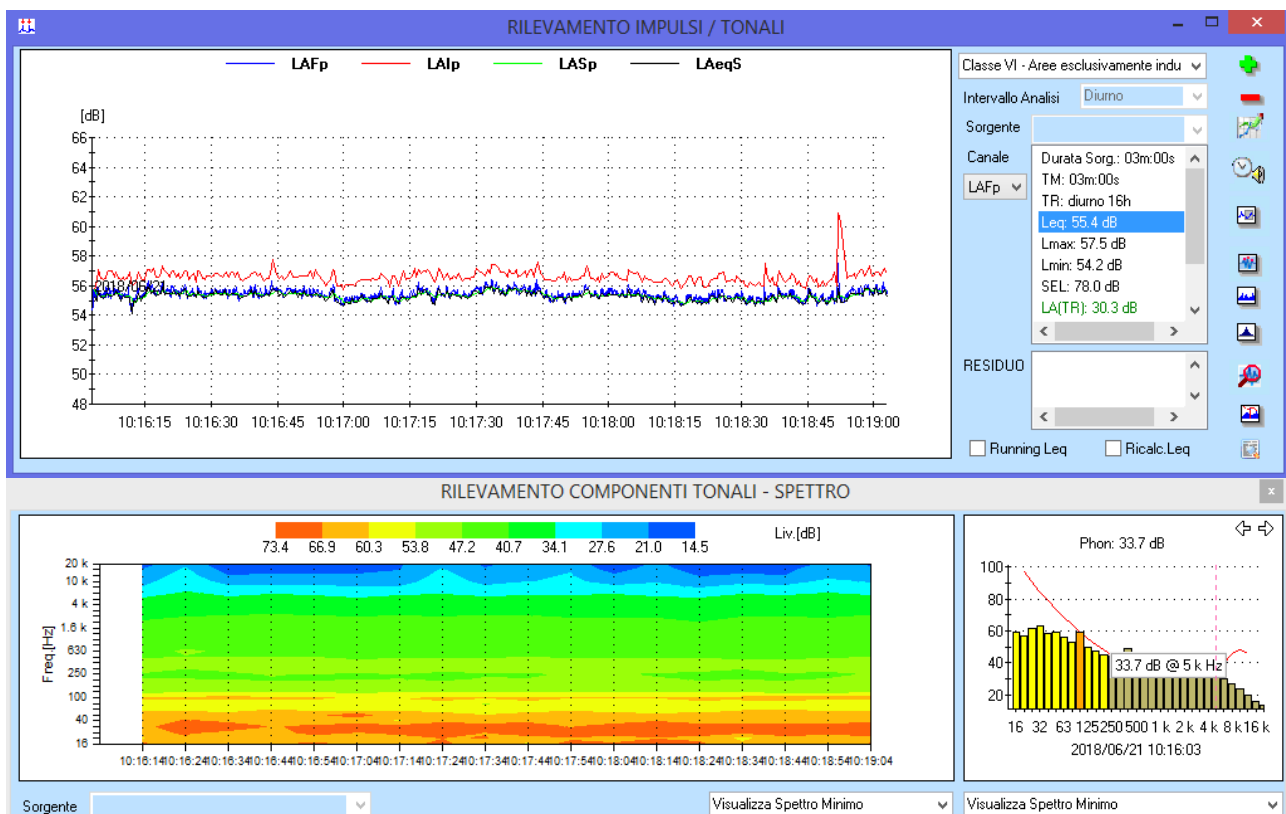 RILEVAMENTO IMPULSI / TONALI
LAFp LAIp LASp LAeqS
[dB]
66
64
62
60
58
56
54
52
50
48
2018/06/21
10:16:15 10:16:30 10:16:45 10:17:00 10:17:15 10:17:30 10:17:45 10:18:00 10:18:15 10:18:30 10:18:45 10:19:00
Classe VI - Aree esclusivamente indu
Intervallo Analisi Diurno
Sorgente
Canale
LAFp
Durata Sorg.: 03m:00s
TM: 03m:00s
TR: diurno 16h
Leq: 55.4 dB
Lmax: 57.5 dB
Lmin: 54.2 dB
SEL: 78.0 dB
LA(TR): 30.3 dB
RESIDUO
Running Leq Ricalc.Leq
RILEVAMENTO COMPONENTI TONALI - SPETTRO
Liv.[dB]
73.4 66.9 60.3 53.8 47.2 40.7 34.1 27.6 21.0 14.5
Freq.[Hz]
20 k
10 k
4 k
1.6 k
630
250
100
40
16
10:16:14 10:16:24 10:16:34 10:16:44 10:16:54 10:17:04 10:17:14 10:17:24 10:17:34 10:17:44 10:17:54 10:18:04 10:18:14 10:18:24 10:18:34 10:18:44 10:18:54 10:19:04
Phon: 33.7 dB
100
80
60
40
20
33.7 dB @ 5 k Hz
16 32 63 125 250 500 1 k 2 k 4 k 8 k 16 k
2018/06/21 10:16:03
Sorgente
Visualizza Spettro Minimo
Visualizza Spettro Minimo